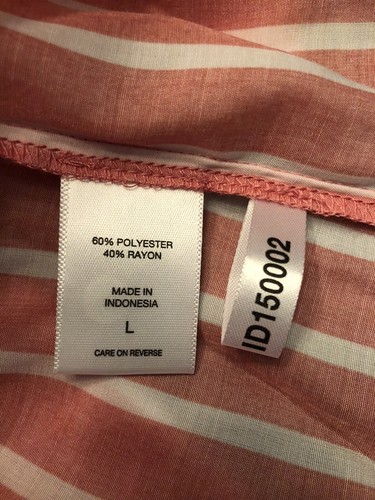 60% POLYESTER
40% RAYON
MADE IN
INDONESIA
L
CARE ON REVERSE
ID150002